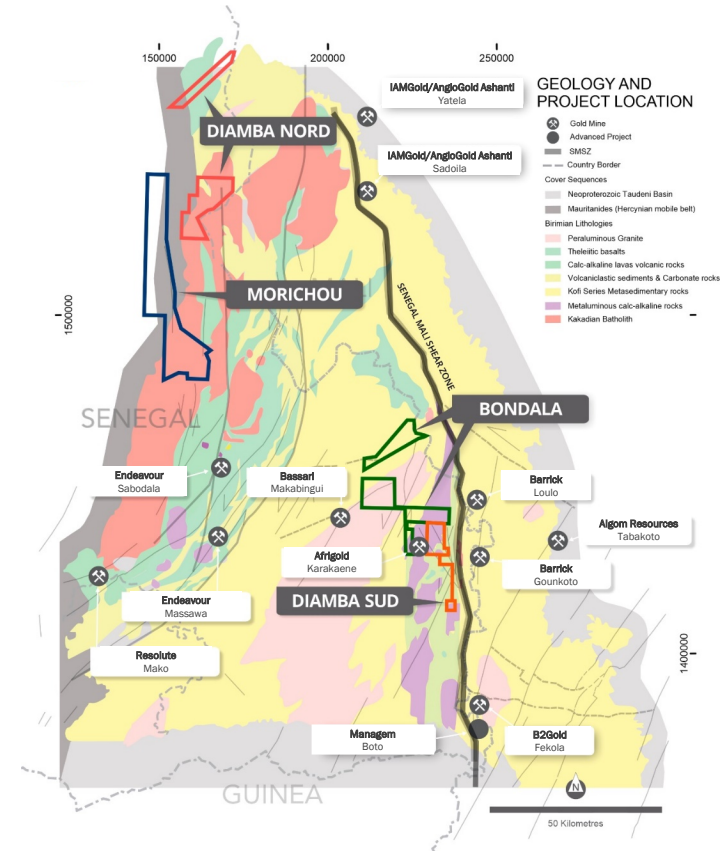 150000
200000
250000
IAMGold/AngloGold Ashanti
Yatela
DIAMBA NORD
IAMGold/AngloGold Ashanti
Sadoila
GEOLOGY AND
PROJECT LOCATION
Gold Mine
Advanced Project
SMSZ
Country Border
Cover Sequences
Neoproterozoic Taudeni Basin
Mauritanides (Hercynian mobile belt)
Birimian Lithologies
Peraluminous Granite
Theleiitic basalts
Calc-alkaline lavas volcanic rocks
Volcaniclastic sediments & Carbonate rocks
Kofi Series Metasedimentary rocks
Metaluminous calc-alkaline rocks
Kakadian Batholith
MORICHOU
1500000
SENEGAL MALI SHEAR ZONE
SENEGAL
BONDALA
Endeavour
Sabodala
Bassari
Makabingui
Barrick
Loulo
Algom Resources
Tabakoto
Afrigold
Karakaene
Barrick
Gounkoto
DIAMBA SUD
Endeavour
Massawa
Resolute
Mako
1400000
Managem
Boto
B2Gold
Fekola
GUINEA
N
50 Kilometres